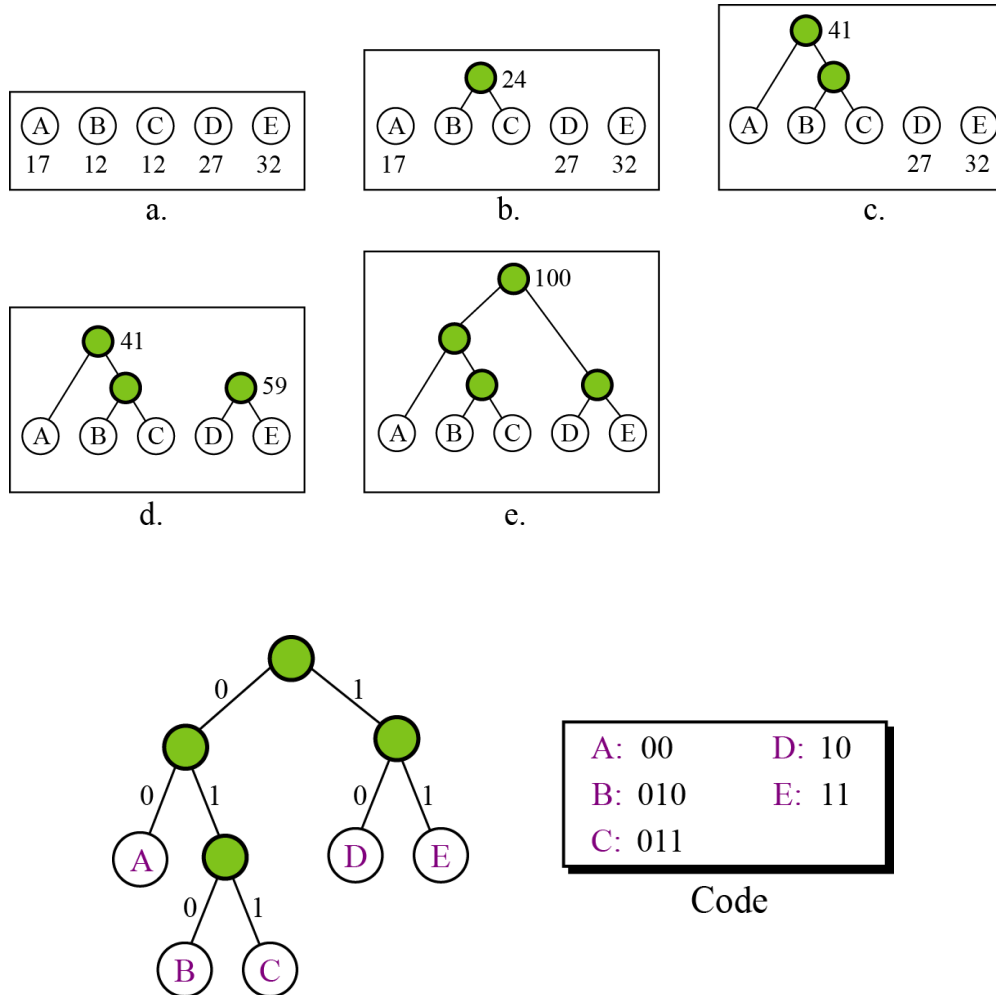 A B C D E
17 12 12 27 32
a.
24
A B C D E
17 27 32
b.
41
A B C D E
27 32
c.
41
59
A B C D E
d.
100
A B C D E
e.
0 1
0 1 0 1
A D E
0 1
B C
A: 00 D: 10
B: 010 E: 11
C: 011
Code